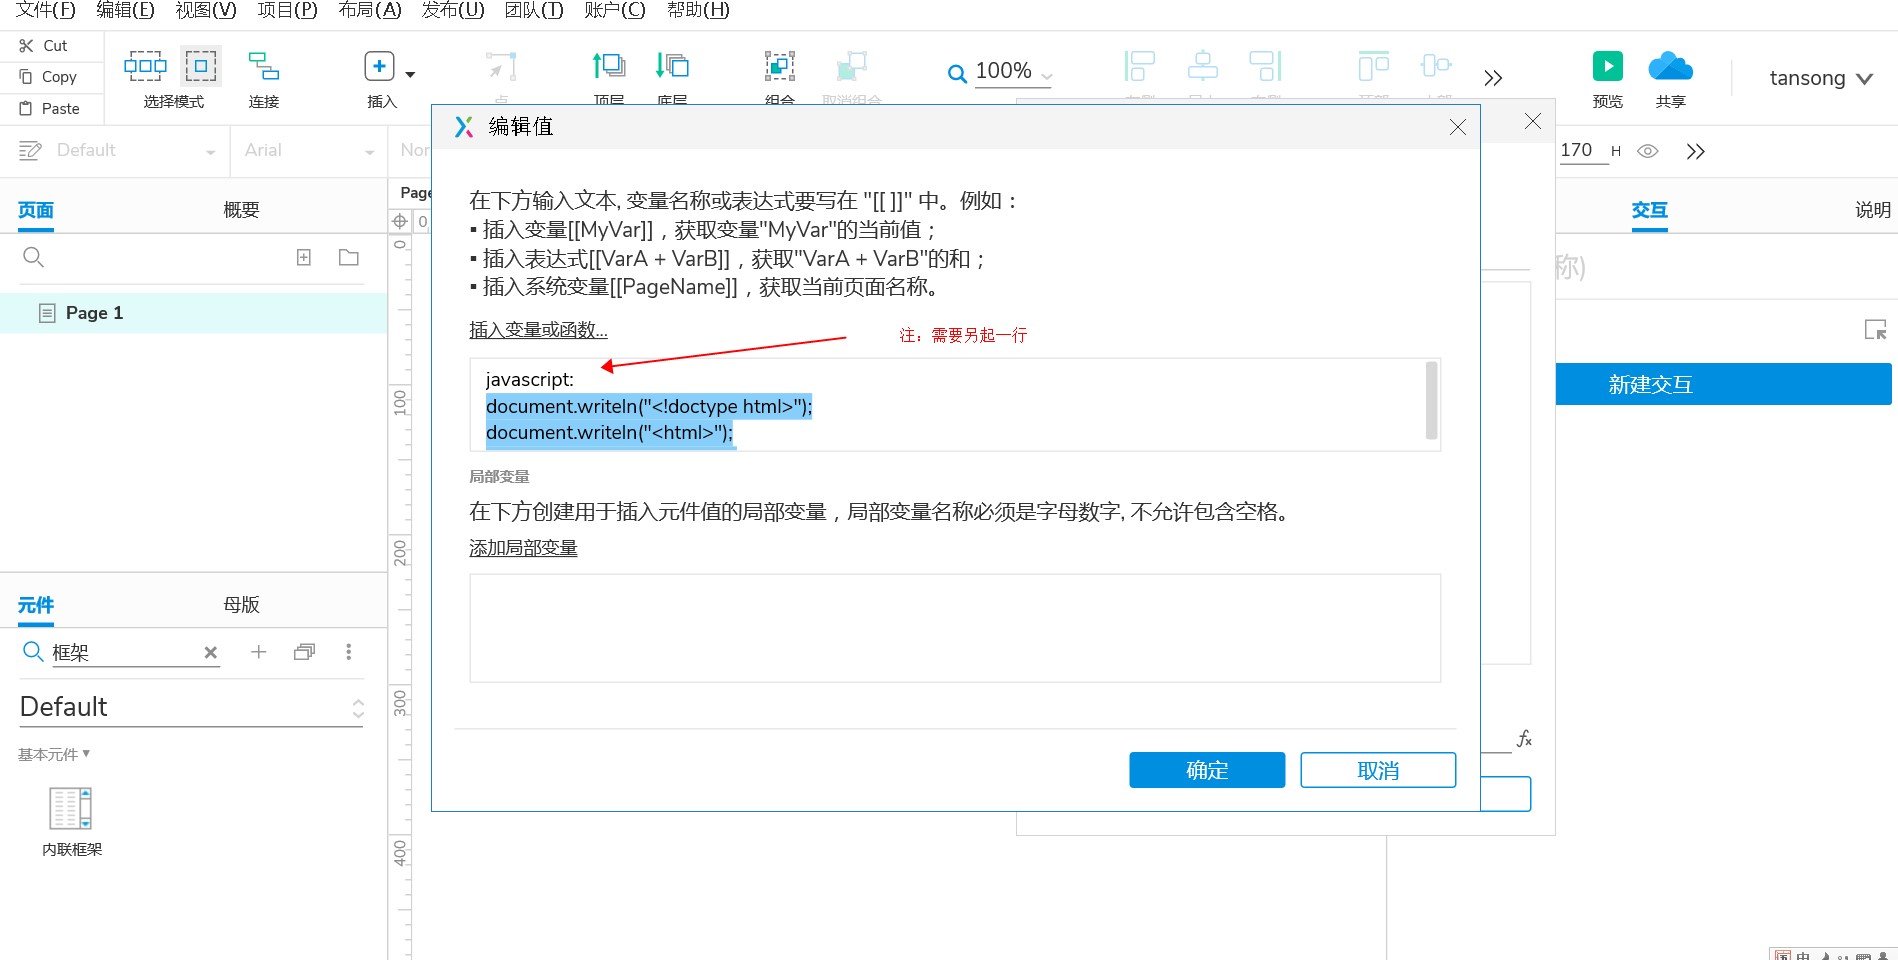 文件(F) 编辑(E) 视图(V) 项目(P) 布局(A) 发布(U) 团队(T) 账户(C) 帮助(H)
Cut
Copy
Paste
选择模式
连接
插入
点
顶层
底层
组合
取消组合
100%
预览
共享
tansong
Default
Arial
170 H
页面
概要
Page 1
元件
母版
框架
Default
基本元件
内联框架
0
100
200
300
400
0
编辑值
在下方输入文本, 变量名称或表达式要写在 "[[ ]]" 中。例如：
▪ 插入变量[[MyVar]]，获取变量"MyVar"的当前值；
▪ 插入表达式[[VarA + VarB]]，获取"VarA + VarB"的和；
▪ 插入系统变量[[PageName]]，获取当前页面名称。
插入变量或函数...
注：需要另起一行
javascript:
document.writeln("<!doctype html>");
document.writeln("<html>");
局部变量
在下方创建用于插入元件值的局部变量，局部变量名称必须是字母数字, 不允许包含空格。
添加局部变量
确定
取消
fx
交互
说明
称)
新建交互
中